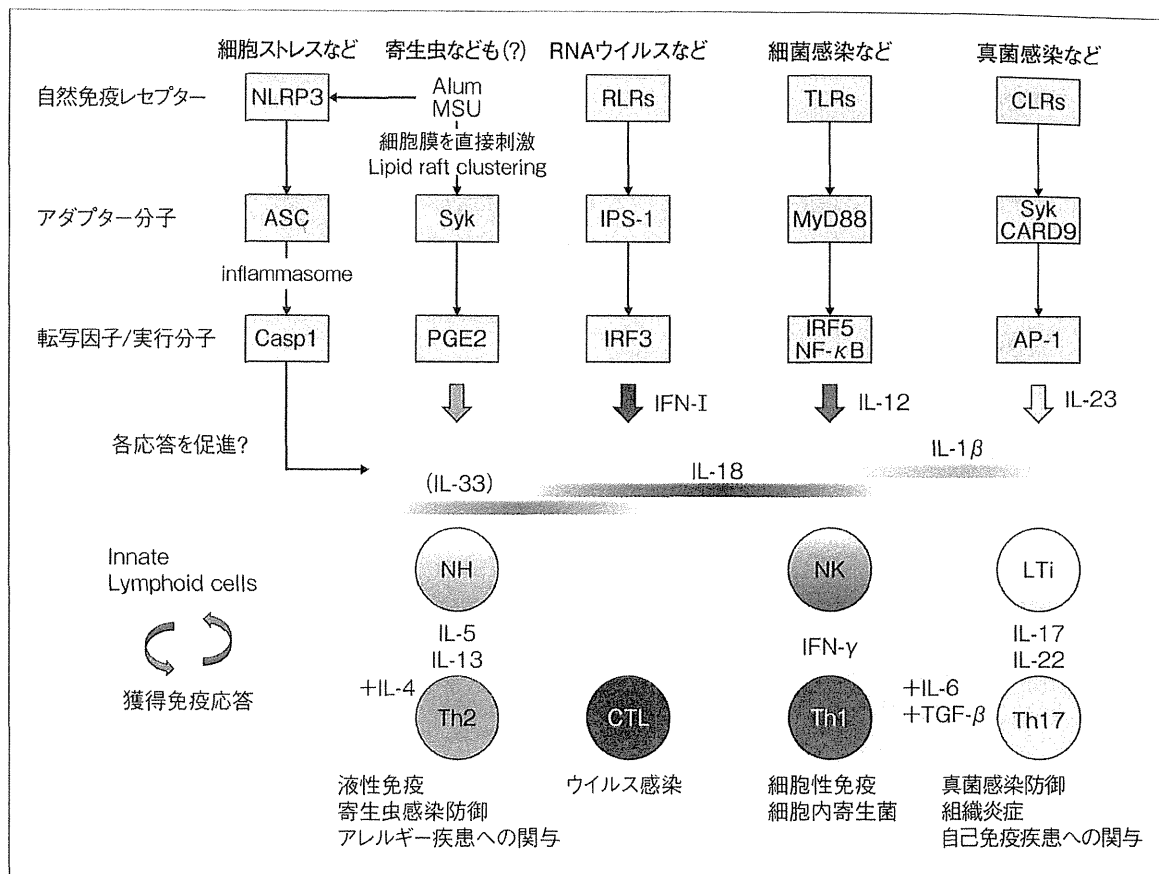 細胞ストレスなど 寄生虫なども(?) RNAウイルスなど 細菌感染など 真菌感染など
自然免疫レセプター NLRP3 Alum RLRs TLRs CLRs
MSU
細胞膜を直接刺激
Lipid raft clustering
アダプター分子 ASC Syk IPS-1 MyD88 Syk
CARD9
inflammasome
転写因子/実行分子 Casp1 PGE2 IRF3 IRF5 AP-1
NF-κB
IFN-I IL-12 IL-23
各応答を促進?
IL-1β
(IL-33) IL-18
Innate
Lymphoid cells
NH NK LTi
IL-5 IFN-γ IL-17
IL-13 IL-22
獲得免疫応答
+IL-4 +IL-6
+TGF-β
Th2 CTL Th1 Th17
液性免疫 ウイルス感染 細胞性免疫 真菌感染防御
寄生虫感染防御 細胞内寄生菌 組織炎症
アレルギー疾患への関与 自己免疫疾患への関与